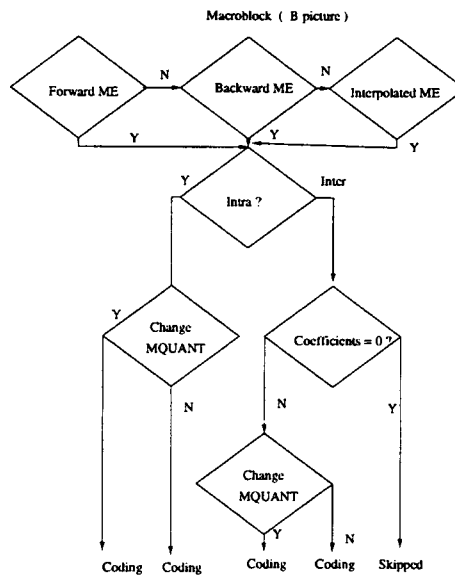 Macroblock ( B picture )
Forward ME
N
Backward ME
N
Interpolated ME
Y
Y
Y
Y
Intra ?
Inter
Y
Change
MQUANT
N
Coefficients = 0 ?
N
Y
Change
MQUANT
Y
N
Coding
Coding
Coding
Coding
Skipped